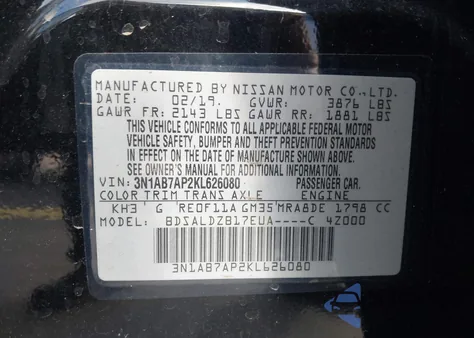 MANUFACTURED BY NISSAN MOTOR CO.,LTD.
DATE: 02/19. GVWR: 3876 LBS
GAWR FR: 2143 LBS GAWR RR: 1881 LBS
THIS VEHICLE CONFORMS TO ALL APPLICABLE FEDERAL MOTOR
VEHICLE SAFETY, BUMPER AND THEFT PREVENTION STANDARDS
IN EFFECT ON THE DATE OF MANUFACTURE SHOWN ABOVE.
SEE OWNER'S MANUAL FOR ADDITIONAL INFORMATION.
VIN: 3N1AB7AP2KL626080 PASSENGER CAR.
COLOR TRIM TRANS AXLE ENGINE
KH3 G RE0F11A GM35 MRA8DE 1798 CC
MODEL: BDSALDZB17EUA----C 4Z000
3N1AB7AP2KL626080